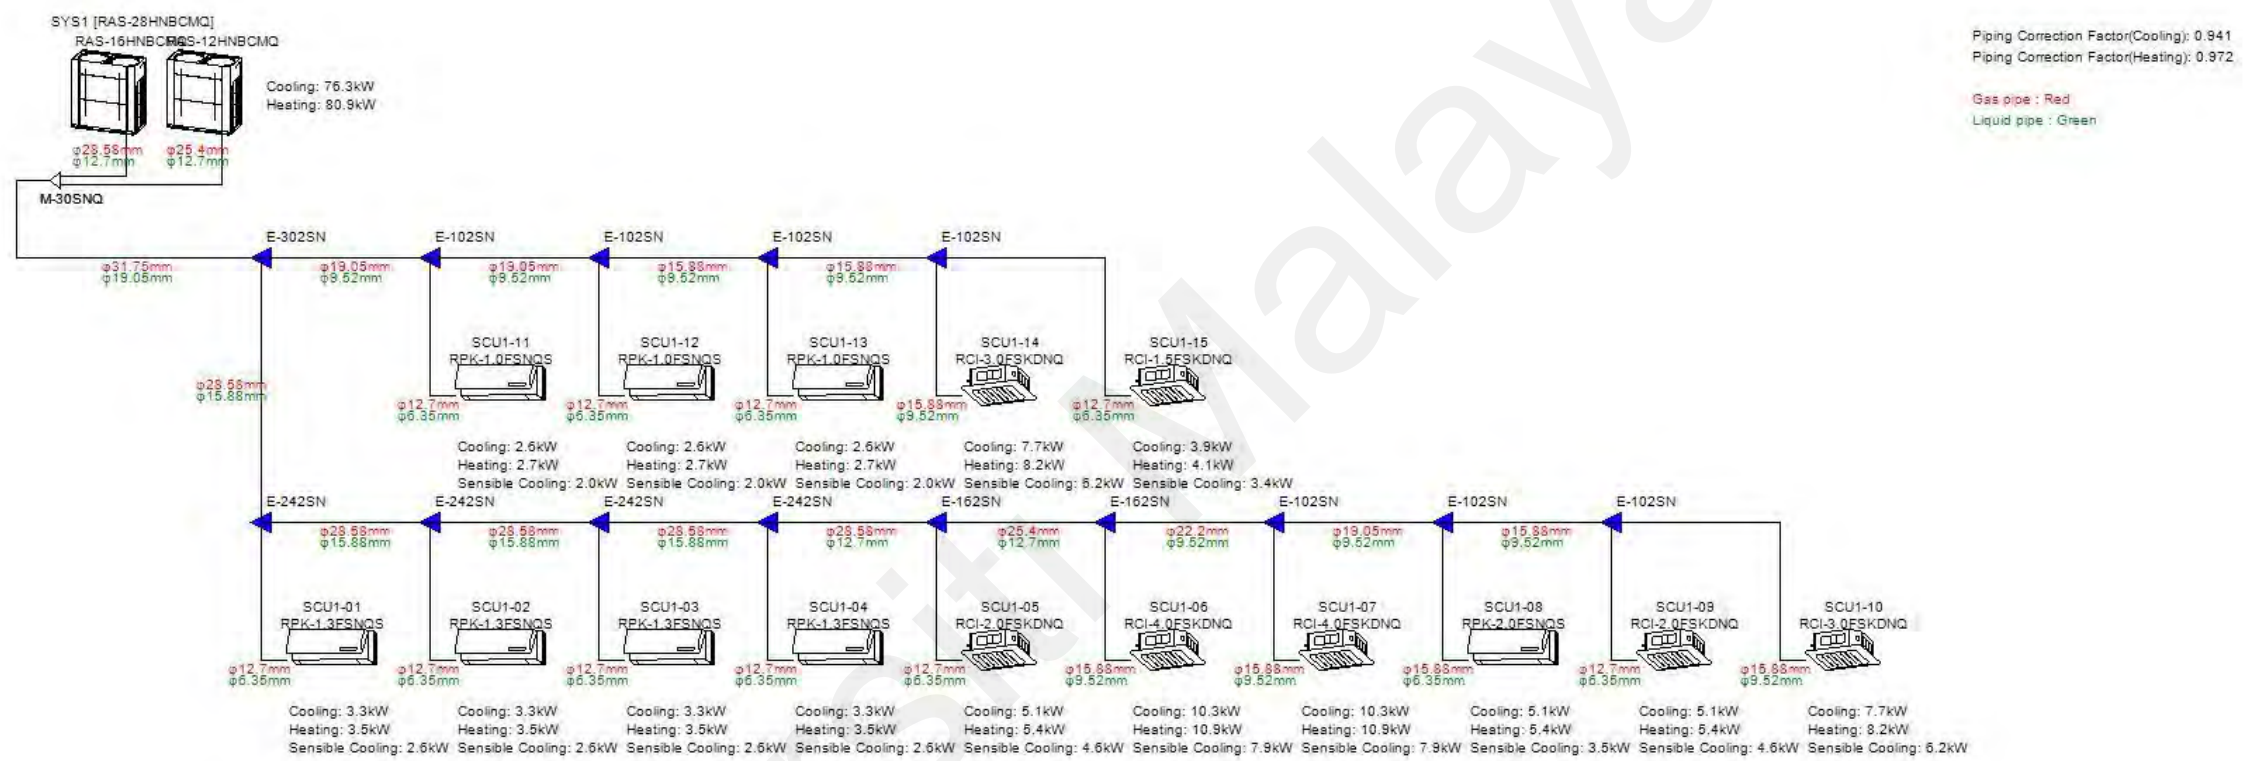 SYS1 [RAS-28HNBCMQ]
RAS-16HNBCMQ RAS-12HNBCMQ
Cooling: 76.3kW
Heating: 80.9kW
Piping Correction Factor(Cooling): 0.941
Piping Correction Factor(Heating): 0.972
Gas pipe : Red
Liquid pipe : Green
φ28.58mm φ25.4mm
φ12.7mm φ12.7mm
M-30SNQ
E-302SN E-102SN E-102SN E-102SN E-102SN
φ31.75mm φ19.05mm φ19.05mm φ15.88mm φ15.88mm
φ19.05mm φ9.52mm φ9.52mm φ9.52mm φ9.52mm
SCU1-11 SCU1-12 SCU1-13 SCU1-14 SCU1-15
RPK-1.0FSNQS RPK-1.0FSNQS RPK-1.0FSNQS RCI-3.0FSKDNQ RCI-1.5FSKDNQ
φ28.58mm
φ15.88mm
φ12.7mm φ12.7mm φ12.7mm φ15.88mm φ12.7mm
φ6.35mm φ6.35mm φ6.35mm φ9.52mm φ6.35mm
Cooling: 2.6kW Cooling: 2.6kW Cooling: 2.6kW Cooling: 7.7kW Cooling: 3.9kW
Heating: 2.7kW Heating: 2.7kW Heating: 2.7kW Heating: 8.2kW Heating: 4.1kW
Sensible Cooling: 2.0kW Sensible Cooling: 2.0kW Sensible Cooling: 2.0kW Sensible Cooling: 6.2kW Sensible Cooling: 3.4kW
E-242SN E-242SN E-242SN E-242SN E-162SN E-162SN E-102SN E-102SN E-102SN
φ28.58mm φ28.58mm φ28.58mm φ28.58mm φ25.4mm φ22.2mm φ19.05mm φ15.88mm
φ15.88mm φ15.88mm φ15.88mm φ12.7mm φ12.7mm φ9.52mm φ9.52mm φ9.52mm
SCU1-01 SCU1-02 SCU1-03 SCU1-04 SCU1-05 SCU1-06 SCU1-07 SCU1-08 SCU1-09 SCU1-10
RPK-1.3FSNQS RPK-1.3FSNQS RPK-1.3FSNQS RPK-1.3FSNQS RCI-2.0FSKDNQ RCI-4.0FSKDNQ RCI-4.0FSKDNQ RPK-2.0FSNQS RCI-2.0FSKDNQ RCI-3.0FSKDNQ
φ12.7mm φ12.7mm φ12.7mm φ12.7mm φ12.7mm φ15.88mm φ15.88mm φ15.88mm φ12.7mm φ15.88mm
φ6.35mm φ6.35mm φ6.35mm φ6.35mm φ6.35mm φ9.52mm φ9.52mm φ6.35mm φ6.35mm φ9.52mm
Cooling: 3.3kW Cooling: 3.3kW Cooling: 3.3kW Cooling: 3.3kW Cooling: 5.1kW Cooling: 10.3kW Cooling: 10.3kW Cooling: 5.1kW Cooling: 5.1kW Cooling: 7.7kW
Heating: 3.5kW Heating: 3.5kW Heating: 3.5kW Heating: 3.5kW Heating: 5.4kW Heating: 10.9kW Heating: 10.9kW Heating: 5.4kW Heating: 5.4kW Heating: 8.2kW
Sensible Cooling: 2.6kW Sensible Cooling: 2.6kW Sensible Cooling: 2.6kW Sensible Cooling: 2.6kW Sensible Cooling: 4.6kW Sensible Cooling: 7.9kW Sensible Cooling: 7.9kW Sensible Cooling: 3.5kW Sensible Cooling: 4.6kW Sensible Cooling: 6.2kW
siti Malaya